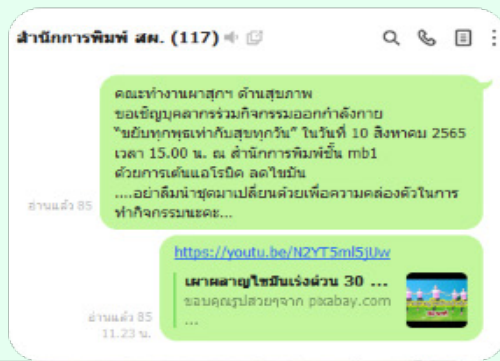 สำนักการพิมพ์ สผ. (117)
คณะทำงานผาสุกฯ ด้านสุขภาพ
ขอเชิญบุคลากรร่วมกิจกรรมออกกำลังกาย
"ขยับทุกพุธเท่ากับสุขทุกวัน" ในวันที่ 10 สิงหาคม 2565
เวลา 15.00 น. ณ สำนักการพิมพ์ชั้น mb1
ด้วยการเต้นแอโรบิค ลดไขมัน
....อย่าลืมนำชุดมาเปลี่ยนด้วยเพื่อความคล่องตัวในการ
ทำกิจกรรมนะคะ...
อ่านแล้ว 85
https://youtu.be/N2YT5ml5jUw
เผาผลาญไขมันเร่งด่วน 30 ...
ขอบคุณรูปสวยๆจาก pixabay.com
...
อ่านแล้ว 85
11.23 น.